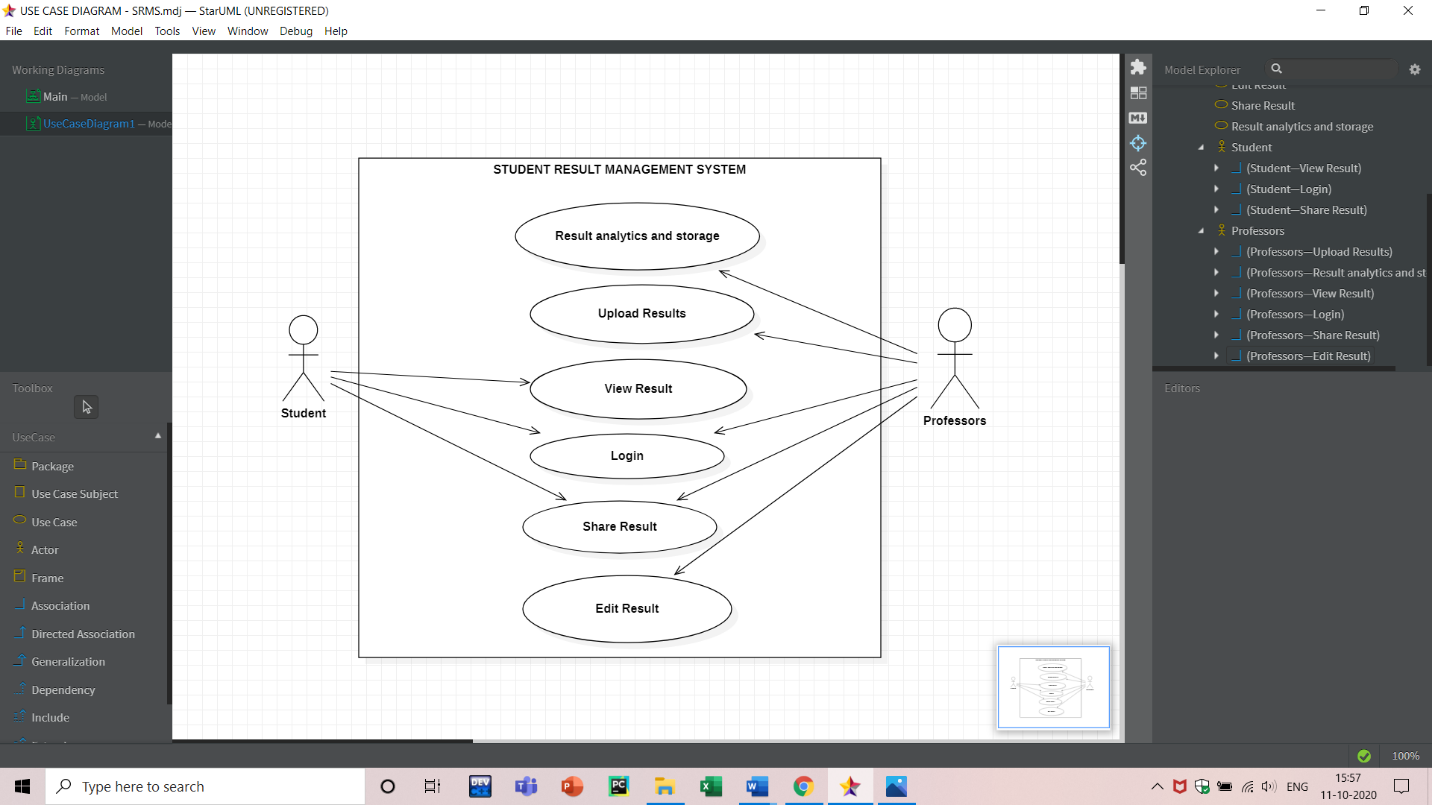 USE CASE DIAGRAM - SRMS.mdj — StarUML (UNREGISTERED)
File Edit Format Model Tools View Window Debug Help
Working Diagrams
Main — Model
UseCaseDiagram1 — Mode
Toolbox
UseCase
Package
Use Case Subject
Use Case
Actor
Frame
Association
Directed Association
Generalization
Dependency
Include
STUDENT RESULT MANAGEMENT SYSTEM
Result analytics and storage
Upload Results
View Result
Login
Share Result
Edit Result
Student
Professors
Model Explorer
Edit Result
Share Result
Result analytics and storage
Student
(Student—View Result)
(Student—Login)
(Student—Share Result)
Professors
(Professors—Upload Results)
(Professors—Result analytics and st
(Professors—View Result)
(Professors—Login)
(Professors—Share Result)
(Professors—Edit Result)
Editors
100%
Type here to search
DEV
PC
ENG
15:57
11-10-2020